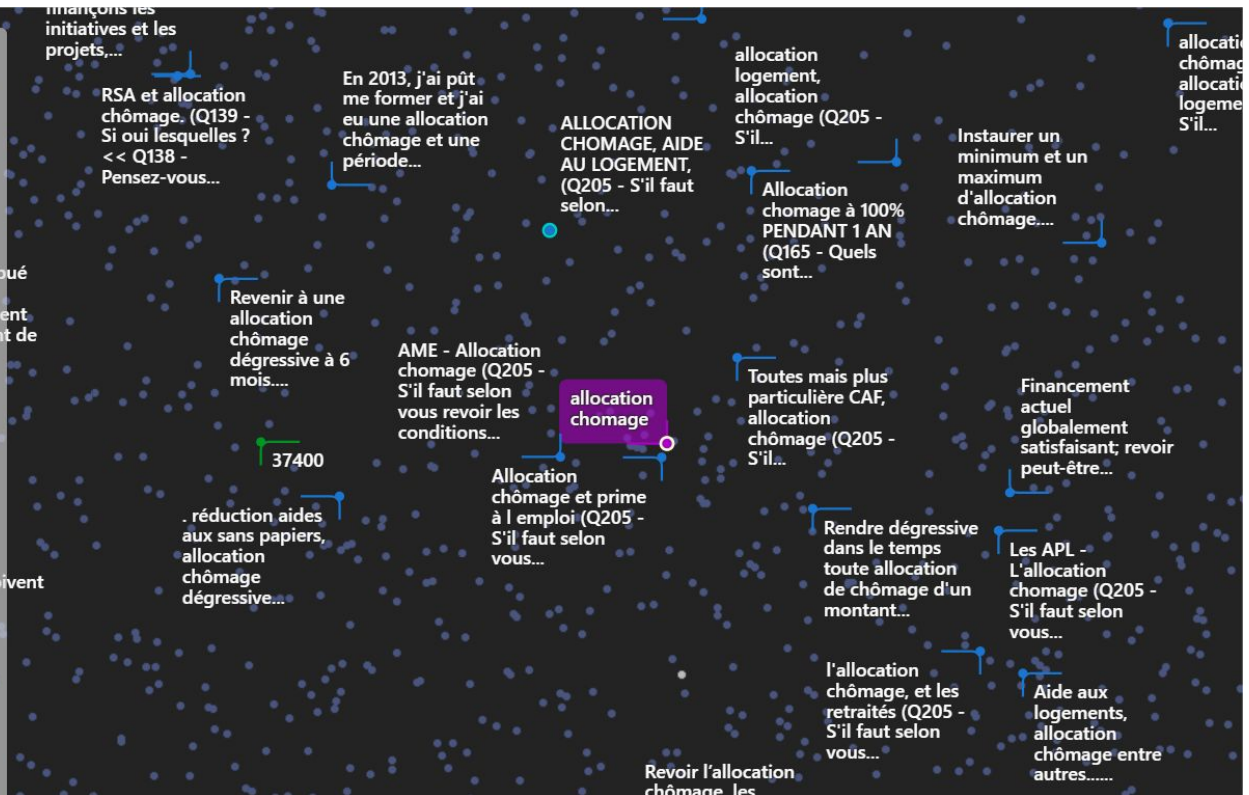 finançons les
initiatives et les
projets,...
RSA et allocation
chômage. (Q139 -
Si oui lesquelles ?
<< Q138 -
Pensez-vous...
En 2013, j'ai pût
me former et j'ai
eu une allocation
chômage et une
période...
ALLOCATION
CHOMAGE, AIDE
AU LOGEMENT,
(Q205 - S'il faut
selon...
allocation
logement,
allocation
chômage (Q205 -
S'il...
Allocation
chomage à 100%
PENDANT 1 AN
(Q165 - Quels
sont...
Instaurer un
minimum et un
maximum
d'allocation
chômage....
allocatio
chômag
allocatio
logeme
S'il...
oué
ent
nt de
Revenir à une
allocation
chômage
dégressive à 6
mois....
AME - Allocation
chomage (Q205 -
S'il faut selon
vous revoir les
conditions...
allocation
chomage
Toutes mais plus
particulière CAF,
allocation
chômage (Q205 -
S'il...
Financement
actuel
globalement
satisfaisant; revoir
peut-être...
37400
. réduction aides
aux sans papiers,
allocation
chômage
dégressive...
Allocation
chômage et prime
à l emploi (Q205 -
S'il faut selon
vous...
Rendre dégressive
dans le temps
toute allocation
de chômage d'un
montant...
Les APL -
L'allocation
chomage (Q205 -
S'il faut selon
vous...
oivent
l'allocation
chômage, et les
retraités (Q205 -
S'il faut selon
vous...
Aide aux
logements,
allocation
chômage entre
autres......
Revoir l’allocation
chômage, les